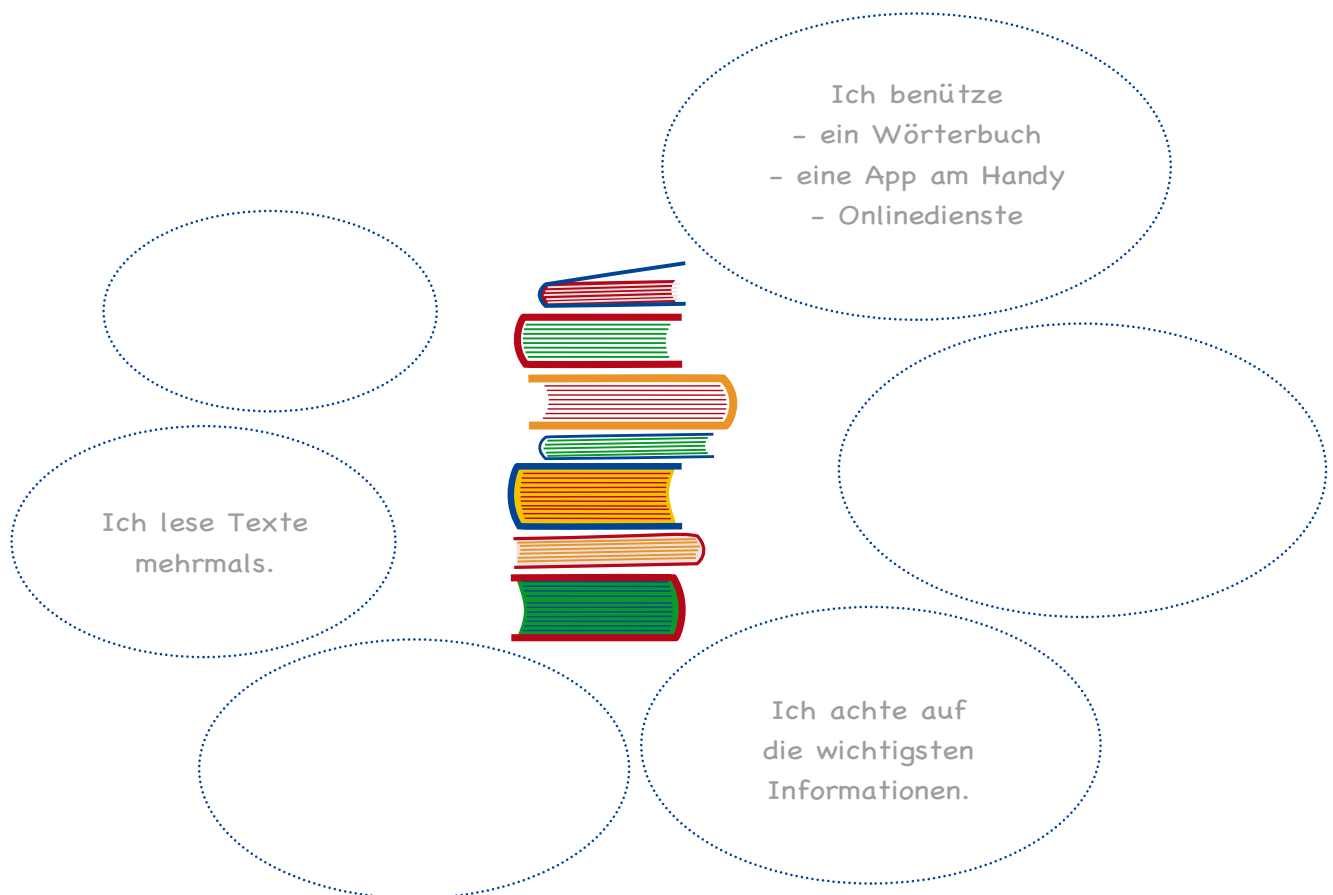 Ich benütze
- ein Wörterbuch
- eine App am Handy
- Onlinedienste
Ich lese Texte
mehrmals.
Ich achte auf
die wichtigsten
Informationen.